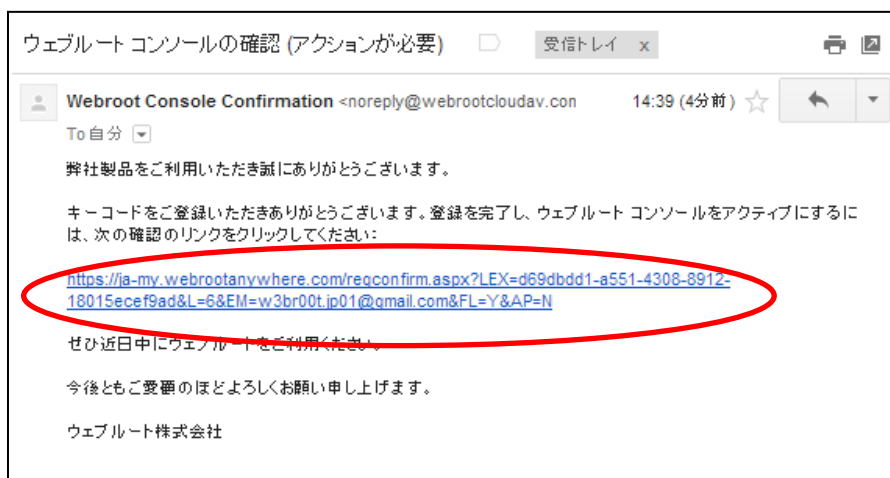 ウェブルート コンソールの確認 (アクションが必要) 受信トレイ x
Webroot Console Confirmation <noreply@webrootcloudav.con 14:39 (4分前)
To 自分
弊社製品をご利用いただき誠にありがとうございます。
キーコードをご登録いただきありがとうございます。登録を完了し、ウェブルート コンソールをアクティブにするに
は、次の確認のリンクをクリックしてください:
https://ja-my.webrootanywhere.com/regconfirm.aspx?LEX=d69dbdd1-a551-4308-8912-
18015ecef9ad&L=6&EM=w3br00t.jp01@gmail.com&FL=Y&AP=N
ぜひ近日中にウェブルートをご利用ください。
今後ともご愛顧のほどよろしくお願い申し上げます。
ウェブルート株式会社